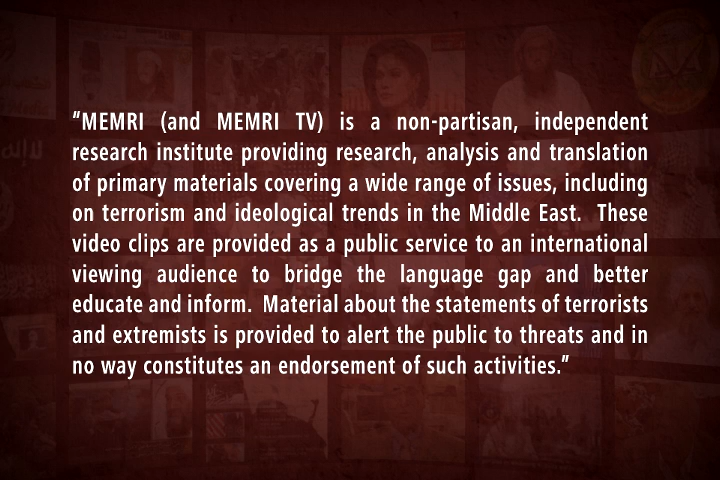 “MEMRI (and MEMRI TV) is a non-partisan, independent
research institute providing research, analysis and translation
of primary materials covering a wide range of issues, including
on terrorism and ideological trends in the Middle East. These
video clips are provided as a public service to an international
viewing audience to bridge the language gap and better
educate and inform. Material about the statements of terrorists
and extremists is provided to alert the public to threats and in
no way constitutes an endorsement of such activities.”